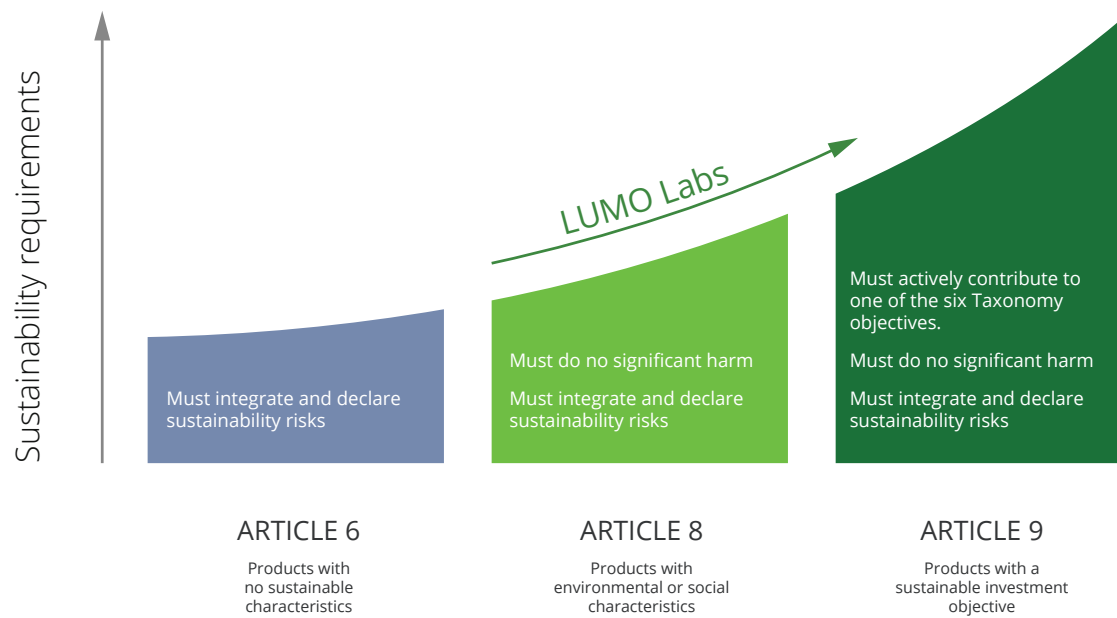 Sustainability requirements
LUMO Labs
Must integrate and declare
sustainability risks
Must do no significant harm
Must integrate and declare
sustainability risks
Must actively contribute to
one of the six Taxonomy
objectives.
Must do no significant harm
Must integrate and declare
sustainability risks
ARTICLE 6
Products with
no sustainable
characteristics
ARTICLE 8
Products with
environmental or social
characteristics
ARTICLE 9
Products with a
sustainable investment
objective